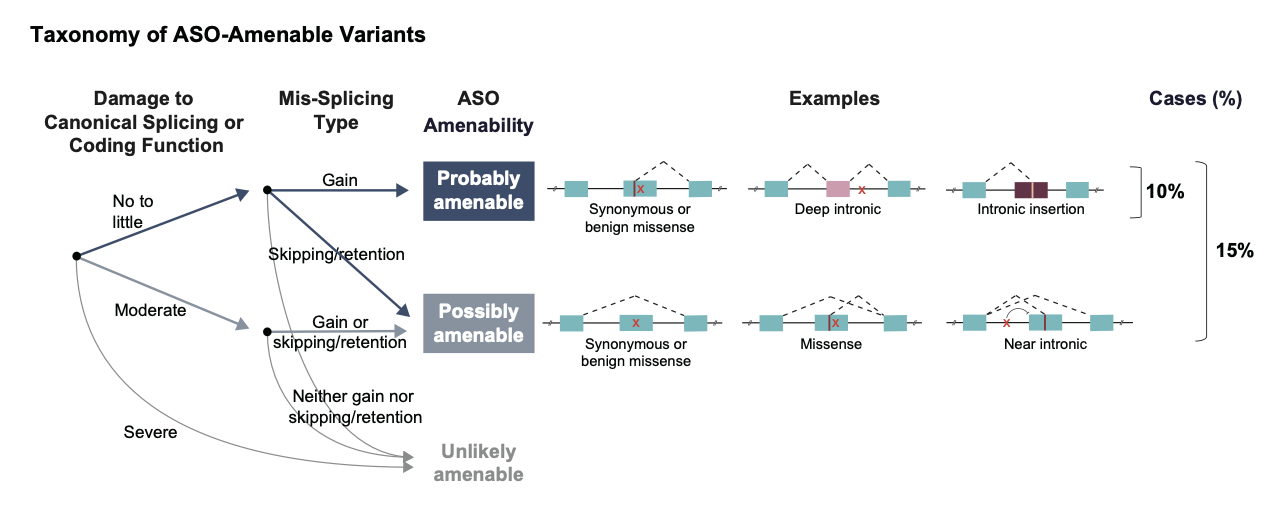 Taxonomy of ASO-Amenable Variants
Damage to
Canonical Splicing or
Coding Function
Mis-Splicing
Type
ASO
Amenability
Examples
Cases (%)
No to
little
Gain
Probably
amenable
x
Synonymous or
benign missense
x
Deep intronic
Intronic insertion
10%
Skipping/retention
15%
Moderate
Gain or
skipping/retention
Possibly
amenable
x
Synonymous or
benign missense
x
Missense
x
Near intronic
Neither gain nor
skipping/retention
Severe
Unlikely
amenable